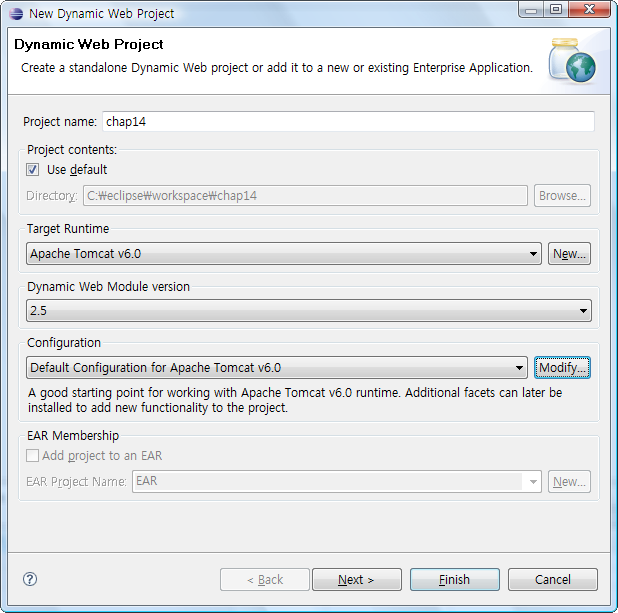 New Dynamic Web Project
Dynamic Web Project
Create a standalone Dynamic Web project or add it to a new or existing Enterprise Application.
Project name: chap14
Project contents:
Use default
Directory: C:₩eclipse₩workspace₩chap14 Browse...
Target Runtime
Apache Tomcat v6.0 New...
Dynamic Web Module version
2.5
Configuration
Default Configuration for Apache Tomcat v6.0 Modify...
A good starting point for working with Apache Tomcat v6.0 runtime. Additional facets can later be
installed to add new functionality to the project.
EAR Membership
Add project to an EAR
EAR Project Name: EAR New...
? < Back Next > Finish Cancel